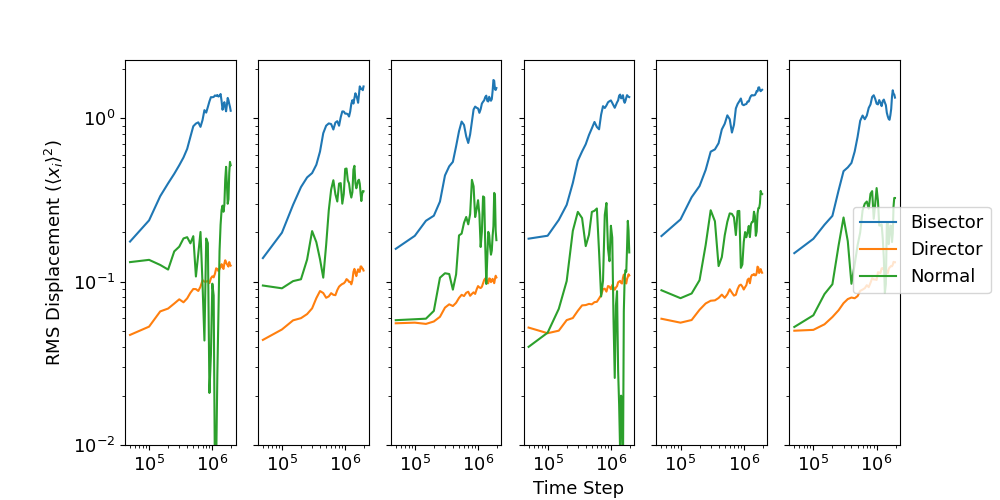 RMS Displacement (⟨x_i⟩²)
10⁰
10⁻¹
10⁻²
10⁵ 10⁶ 10⁵ 10⁶ 10⁵ 10⁶ 10⁵ 10⁶ 10⁵ 10⁶ 10⁵ 10⁶
Time Step
Bisector
Director
Normal